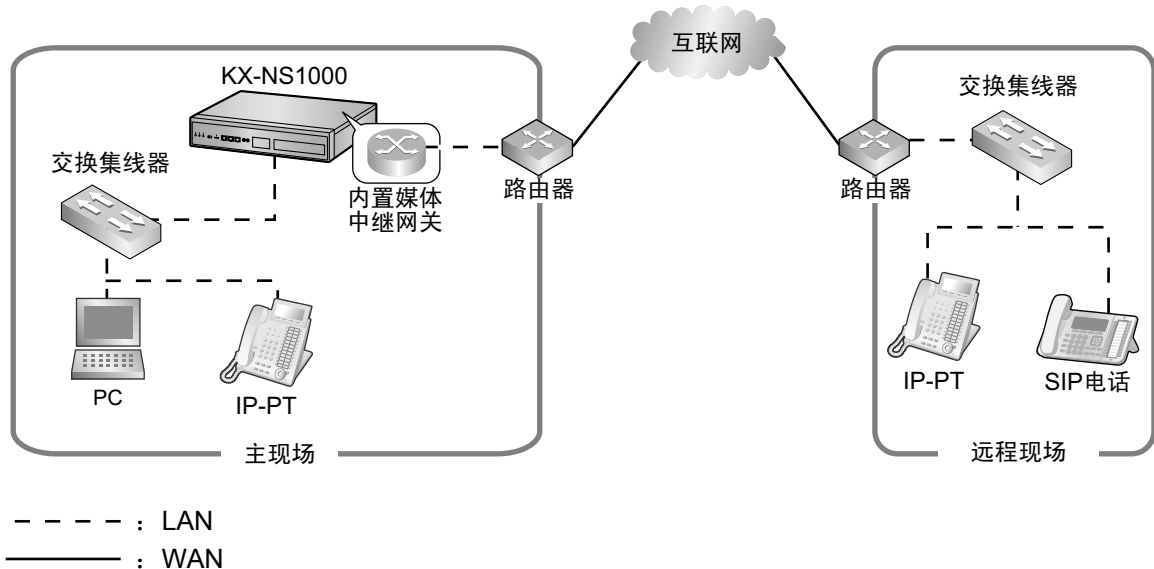 互联网
KX-NS1000
交换集线器
交换集线器
内置媒体
中继网关
路由器
路由器
PC
IP-PT
IP-PT
SIP电话
主现场
远程现场
: LAN
: WAN